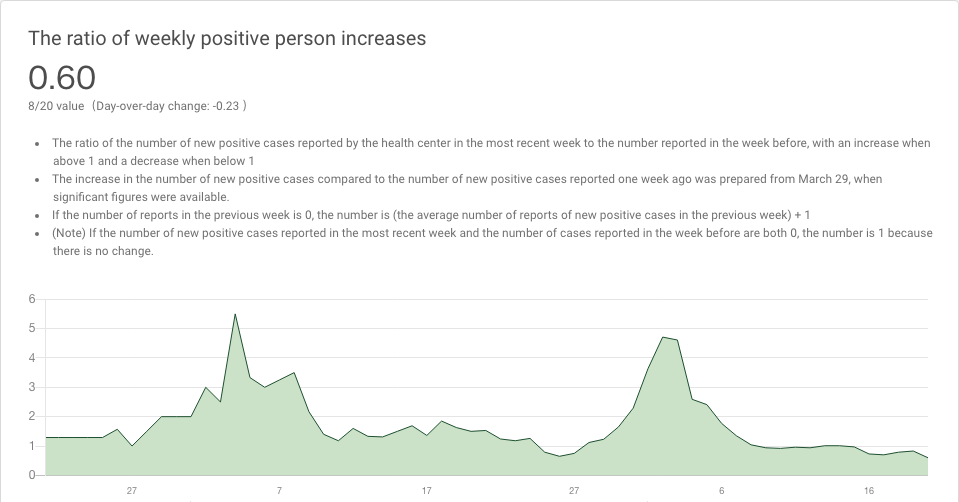 The ratio of weekly positive person increases
0.60
8/20 value（Day-over-day change: -0.23 ）
• The ratio of the number of new positive cases reported by the health center in the most recent week to the number reported in the week before, with an increase when
above 1 and a decrease when below 1
• The increase in the number of new positive cases compared to the number of new positive cases reported one week ago was prepared from March 29, when
significant figures were available.
• If the number of reports in the previous week is 0, the number is (the average number of reports of new positive cases in the previous week) + 1
• (Note) If the number of new positive cases reported in the most recent week and the number of cases reported in the week before are both 0, the number is 1 because
there is no change.
6
5
4
3
2
1
0
27 7 17 27 6 16